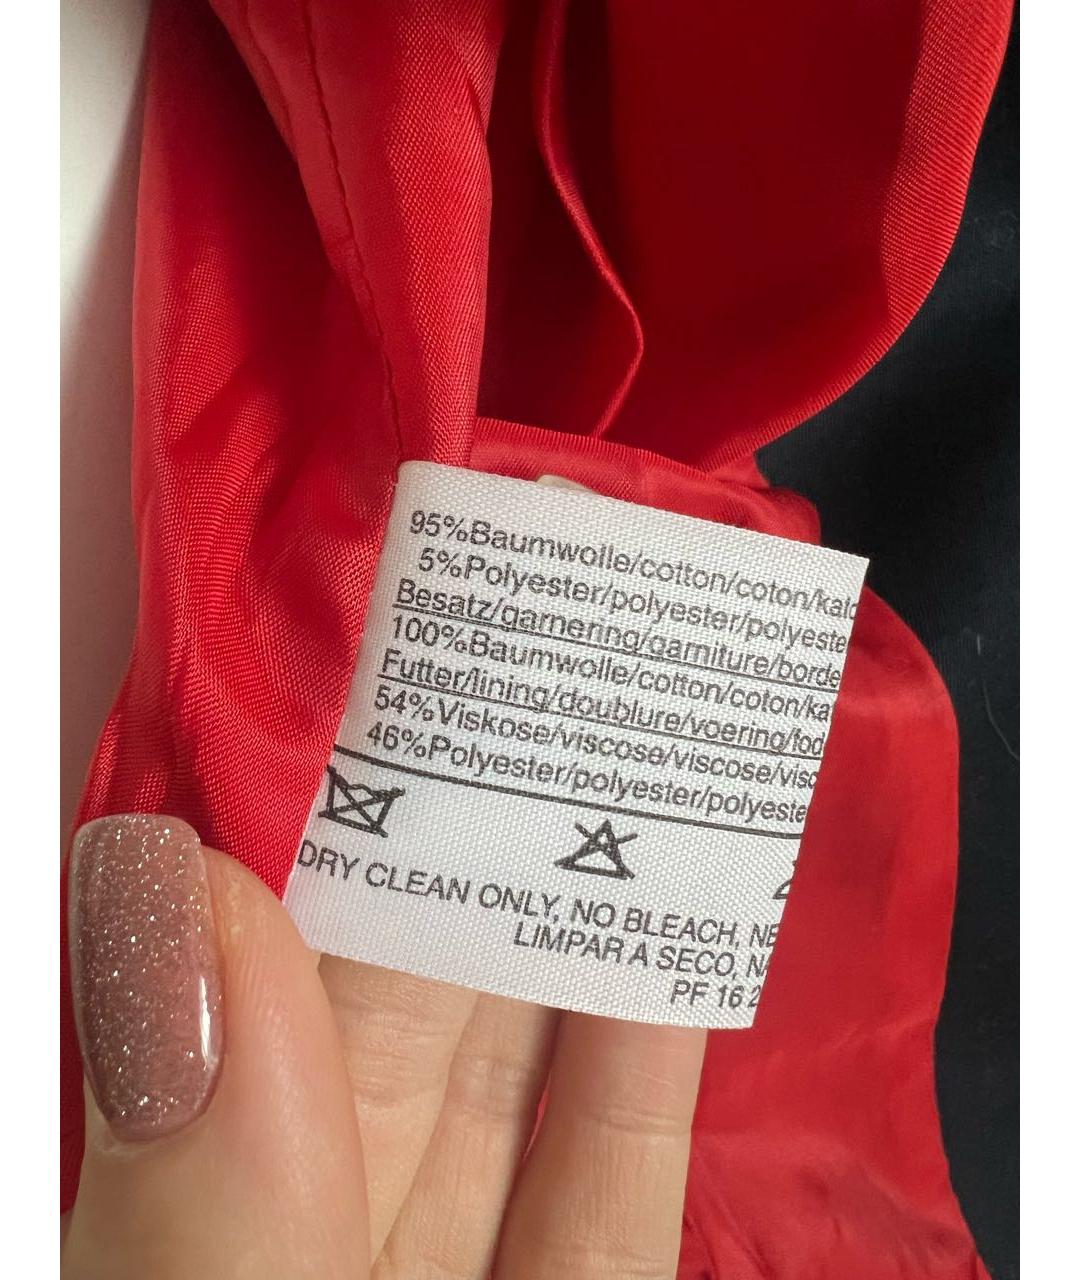 95%Baumwolle/cotton/coton/kato
5%Polyester/polyester/polyeste
Besatz/garnering/garniture/borde
100%Baumwolle/cotton/coton/ka
Futter/lining/doublure/voering/fod
54%Viskose/viscose/viscose/visc
46%Polyester/polyester/polyeste
DRY CLEAN ONLY, NO BLEACH, NE
LIMPAR A SECO, NA
PF 16 2